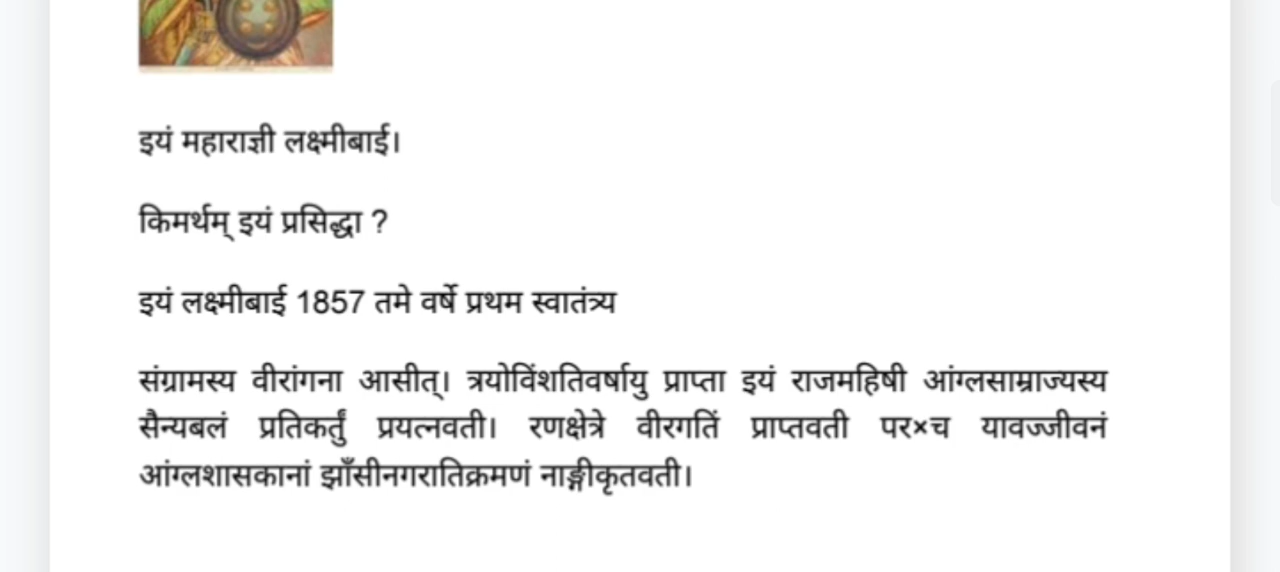 इयं महाराज्ञी लक्ष्मीबाई।
किमर्थम् इयं प्रसिद्धा ?
इयं लक्ष्मीबाई 1857 तमे वर्षे प्रथम स्वातंत्र्य
संग्रामस्य वीरांगना आसीत्। त्रयोविंशतिवर्षायु प्राप्ता इयं राजमहिषी आंग्लसाम्राज्यस्य
सैन्यबलं प्रतिकर्तुं प्रयत्नवती। रणक्षेत्रे वीरगतिं प्राप्तवती पर×च यावज्जीवनं
आंग्लशासकानां झाँसीनगरातिक्रमणं नाङ्गीकृतवती।